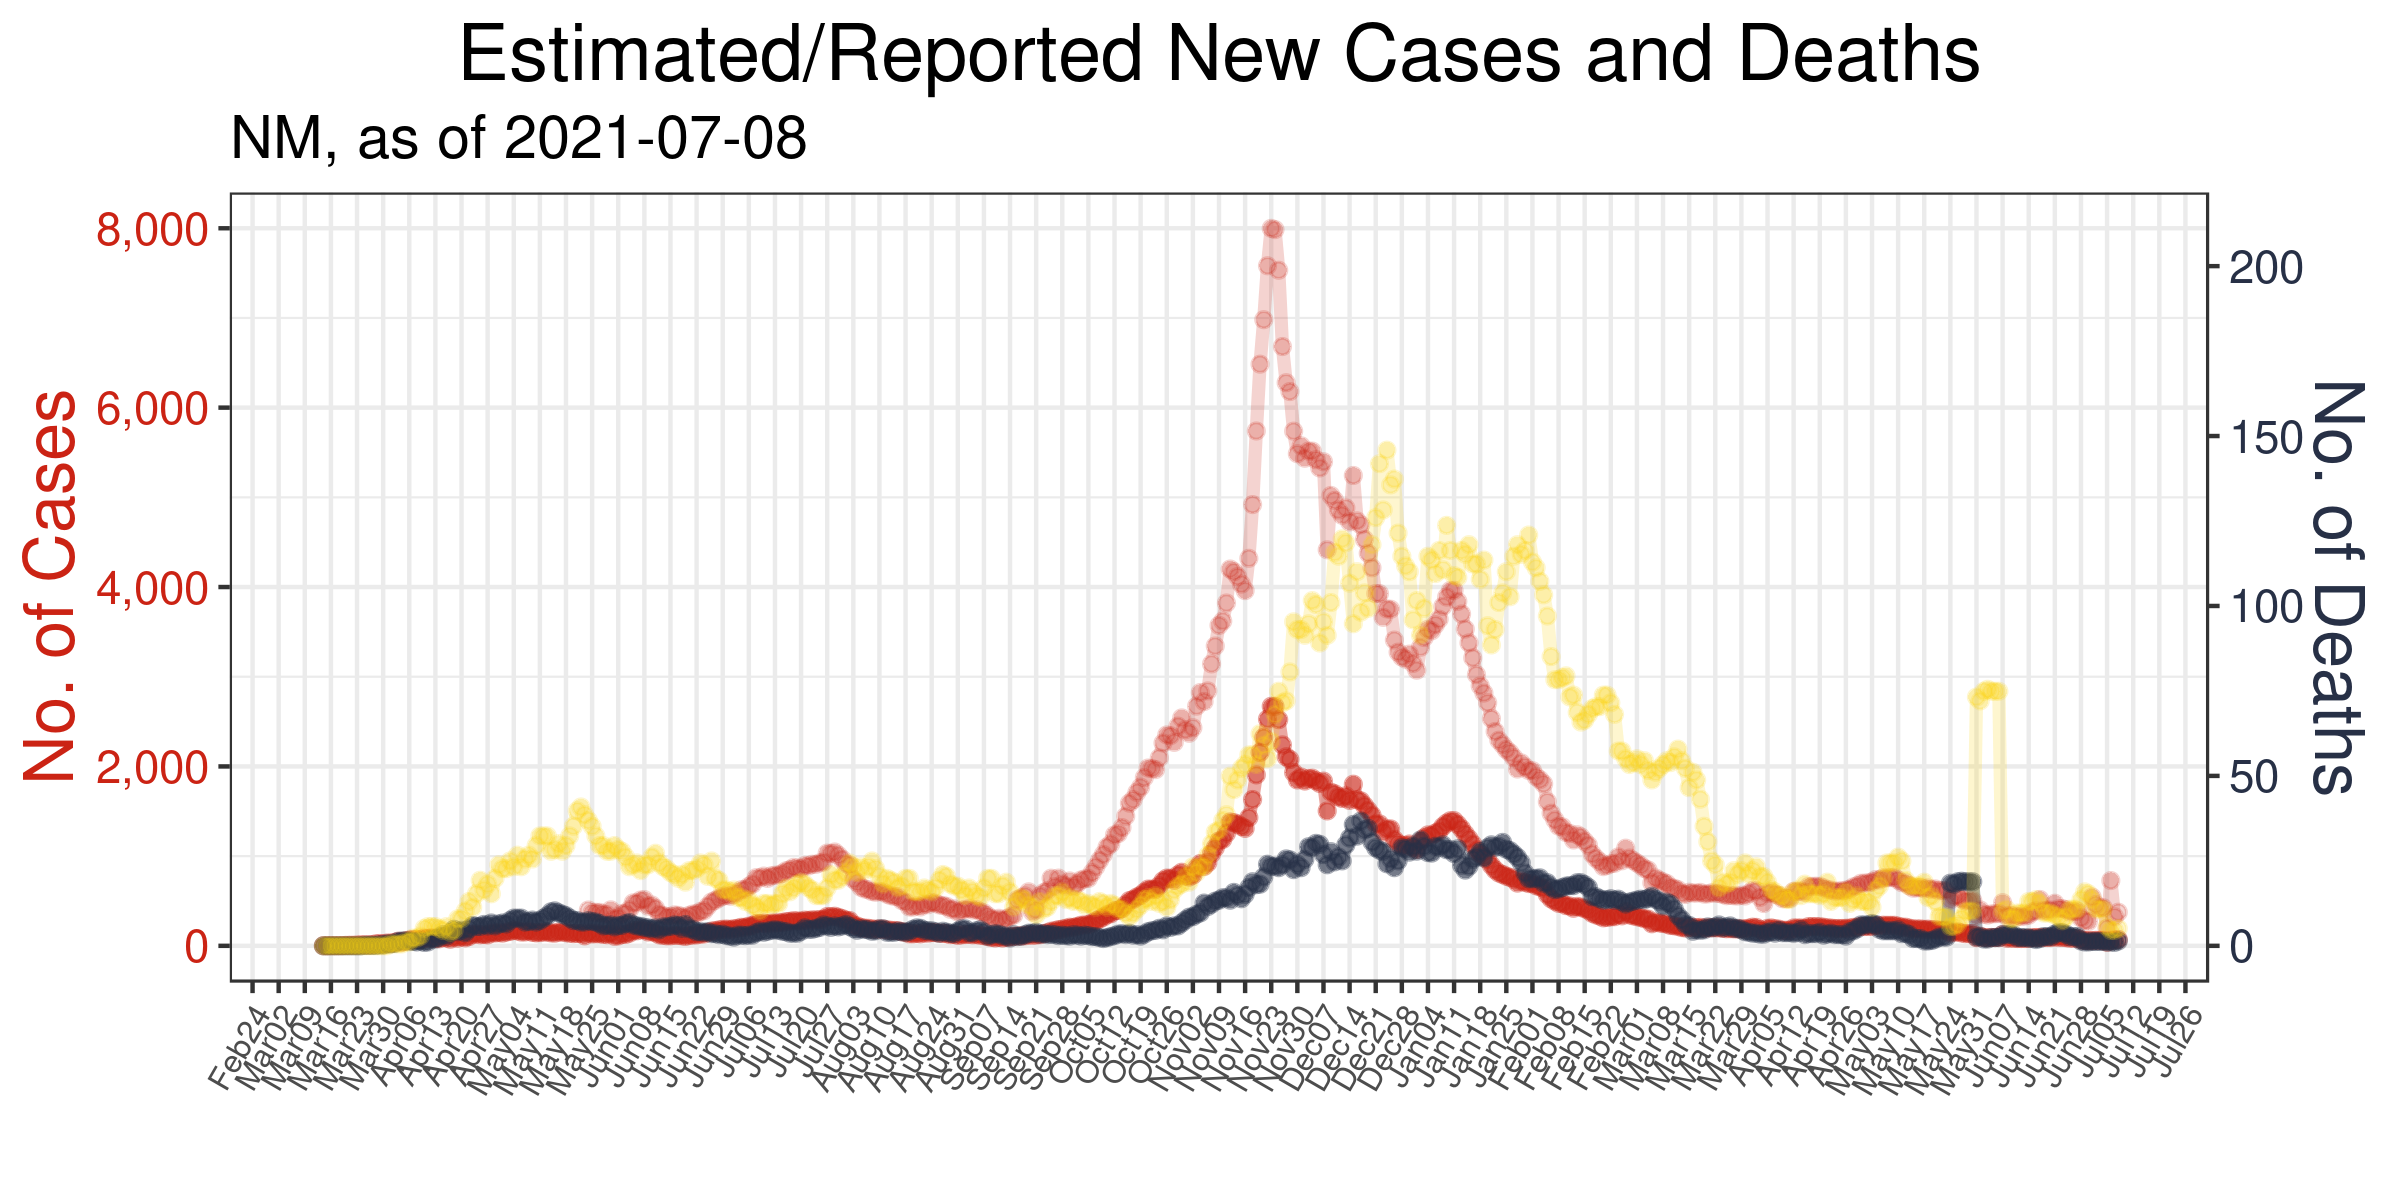 Estimated/Reported New Cases and Deaths
NM, as of 2021-07-08
No. of Cases
8,000
6,000
4,000
2,000
0
200
150
100
50
0
No. of Deaths
Feb24
Mar02
Mar09
Mar16
Mar23
Mar30
Apr06
Apr13
Apr20
Apr27
May04
May11
May18
May25
Jun01
Jun08
Jun15
Jun22
Jun29
Jul06
Jul13
Jul20
Jul27
Aug03
Aug10
Aug17
Aug24
Aug31
Sep07
Sep14
Sep21
Sep28
Oct05
Oct12
Oct19
Oct26
Nov02
Nov09
Nov16
Nov23
Nov30
Dec07
Dec14
Dec21
Dec28
Jan04
Jan11
Jan18
Jan25
Feb01
Feb08
Feb15
Feb22
Mar01
Mar08
Mar15
Mar22
Mar29
Apr05
Apr12
Apr19
Apr26
May03
May10
May17
May24
May31
Jun07
Jun14
Jun21
Jun28
Jul05
Jul12
Jul19
Jul26